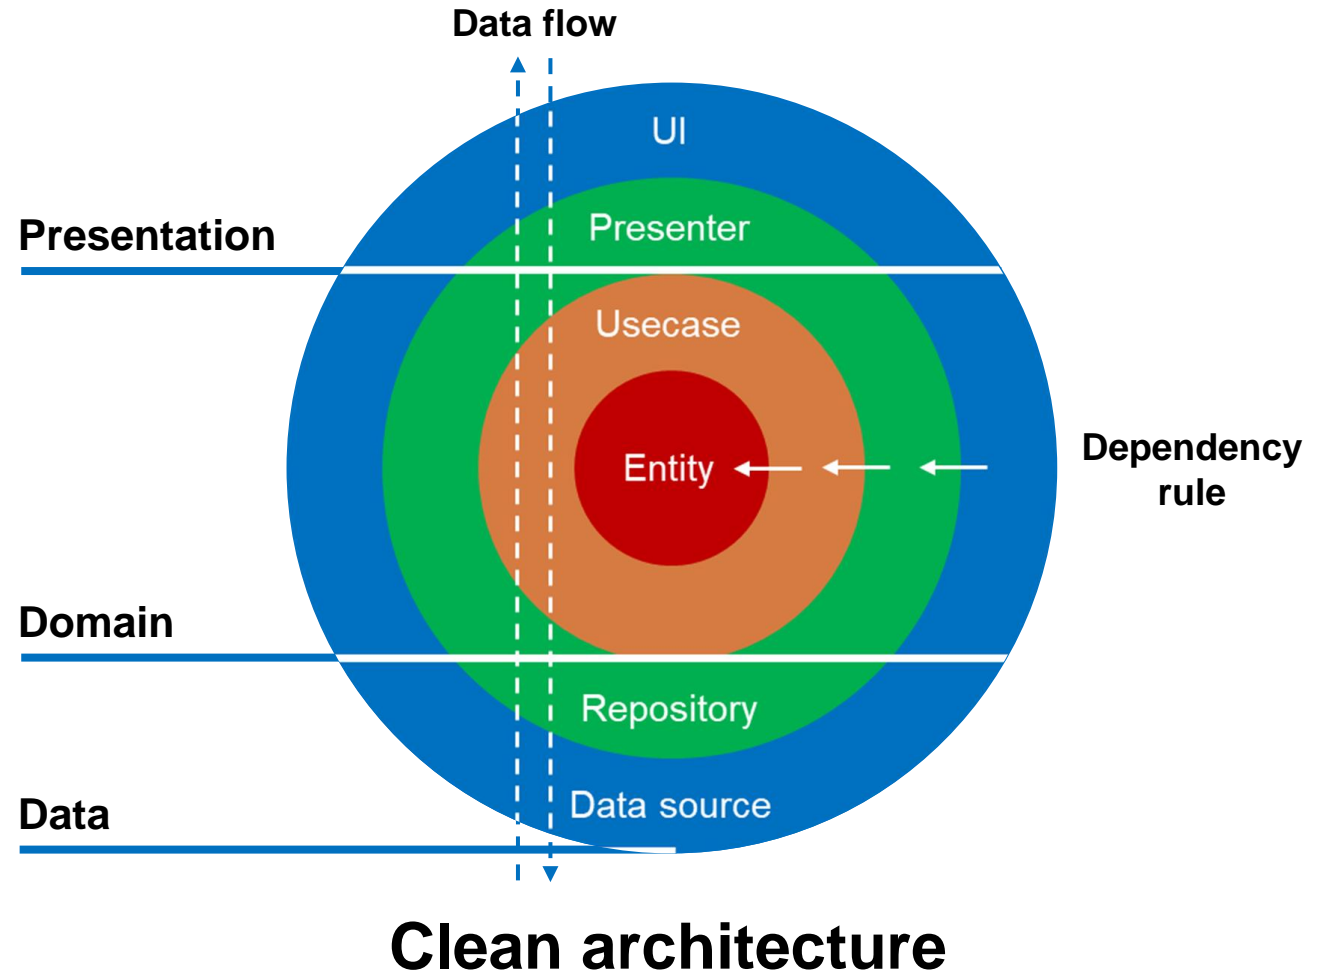 Data flow
UI
Presenter
Presentation
Usecase
Entity
Dependency
rule
Domain
Repository
Data source
Data
Clean architecture